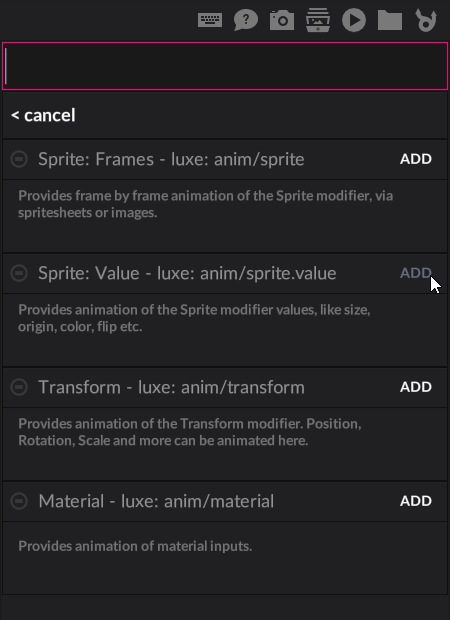 < cancel
Sprite: Frames - luxe: anim/sprite ADD
Provides frame by frame animation of the Sprite modifier, via
spritesheets or images.
Sprite: Value - luxe: anim/sprite.value ADD
Provides animation of the Sprite modifier values, like size,
origin, color, flip etc.
Transform - luxe: anim/transform ADD
Provides animation of the Transform modifier. Position,
Rotation, Scale and more can be animated here.
Material - luxe: anim/material ADD
Provides animation of material inputs.